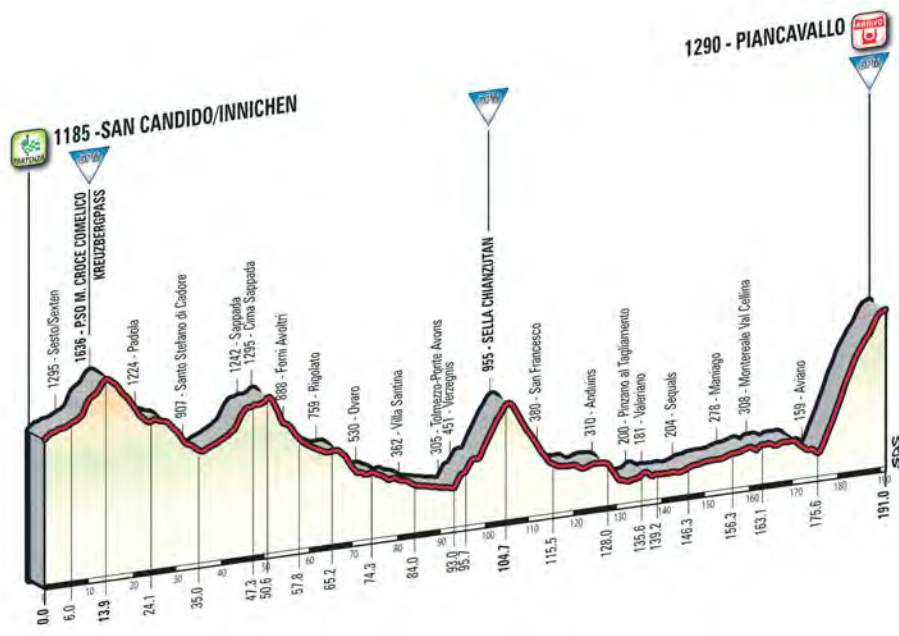 1290 - PIANCAVALLO
ARRIVO
GPM
GPM
1185 -SAN CANDIDO/INNICHEN
PARTENZA
GPM
1295 - Sesto/Sexten
1636 - P.SO M. CROCE COMELICO
KREUZBERGPASS
1224 - Padola
907 - Santo Stefano di Cadore
1242 - Sappada
1295 - Cima Sappada
888 - Forni Avoltri
759 - Rigolato
530 - Ovaro
362 - Villa Santina
305 - Tolmezzo-Ponte Avons
451 - Verzegnis
955 - SELLA CHIANZUTAN
380 - San Francesco
310 - Anduins
200 - Pinzano al Tagliamento
181 - Valeriano
204 - Sequals
278 - Maniago
308 - Montereale Val Cellina
159 - Aviano
SDS
10 20 30 40 50 60 70 80 90 100 110 120 130 140 150 160 170 180 190
0.0 6.0 13.9 24.1 35.0 47.3 50.6 57.8 65.2 74.3 84.0 93.0 95.7 104.7 115.5 128.0 135.6 139.2 146.3 156.3 163.1 175.6 191.0